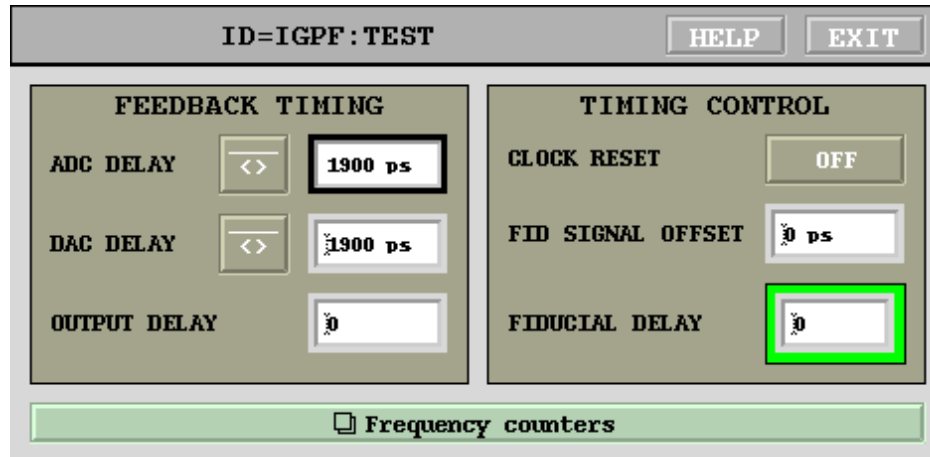 ID=IGPF:TEST
HELP
EXIT
FEEDBACK TIMING
ADC DELAY
<>
1900 ps
DAC DELAY
<>
1900 ps
OUTPUT DELAY
0
TIMING CONTROL
CLOCK RESET
OFF
FID SIGNAL OFFSET
0 ps
FIDUCIAL DELAY
0
Frequency counters